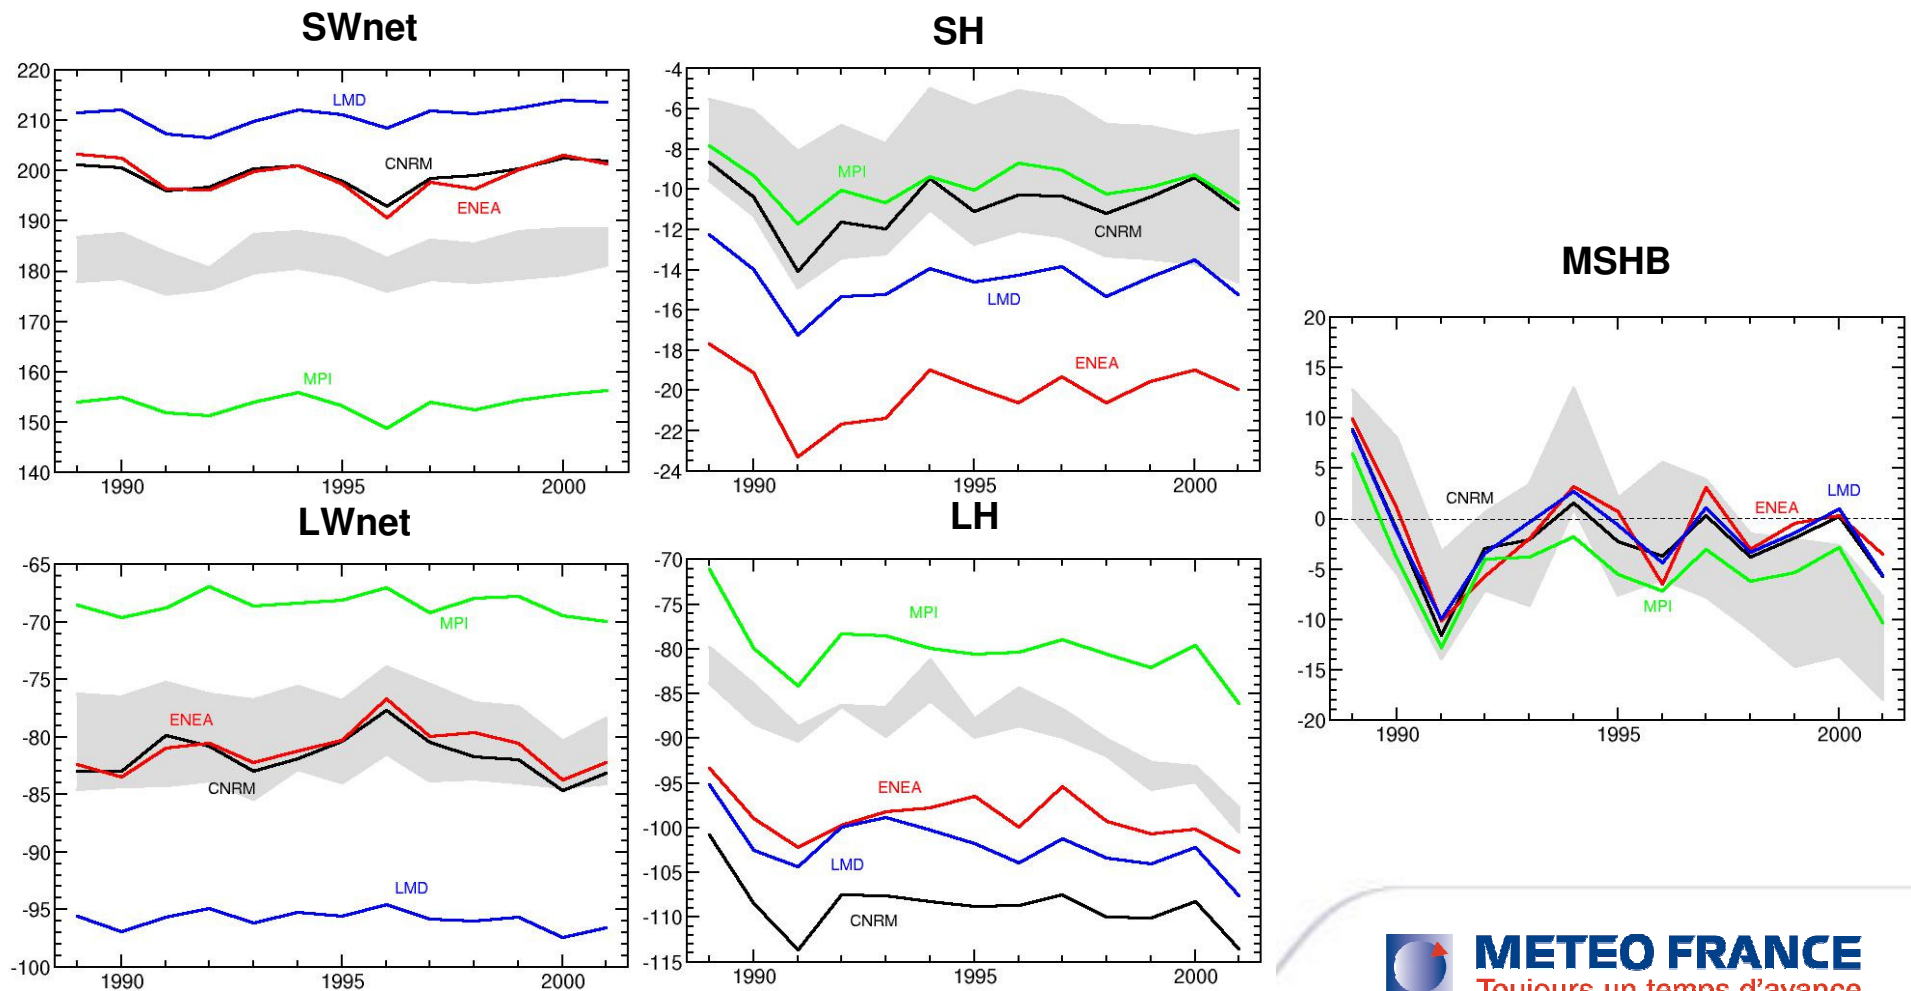 SWnet
220
210
200
190
180
170
160
150
140
LMD
CNRM
ENEA
MPI
1990
1995
2000
SH
-4
-6
-8
-10
-12
-14
-16
-18
-20
-22
-24
MPI
CNRM
LMD
ENEA
1990
1995
2000
LWnet
-65
-70
-75
-80
-85
-90
-95
-100
MPI
ENEA
CNRM
LMD
1990
1995
2000
LH
-70
-75
-80
-85
-90
-95
-100
-105
-110
-115
MPI
ENEA
LMD
CNRM
1990
1995
2000
MSHB
20
15
10
5
0
-5
-10
-15
-20
CNRM
LMD
ENEA
MPI
1990
1995
2000
METEO FRANCE
Toujours un temps d'avance